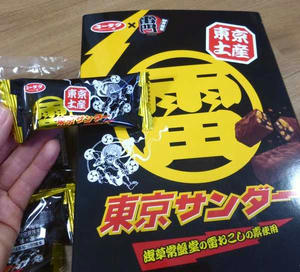 ユーラク
×
東京
土産
雷
東京サンダー
浅草常盤堂の雷おこしの素使用
東京
土産
雷
東京サンダー